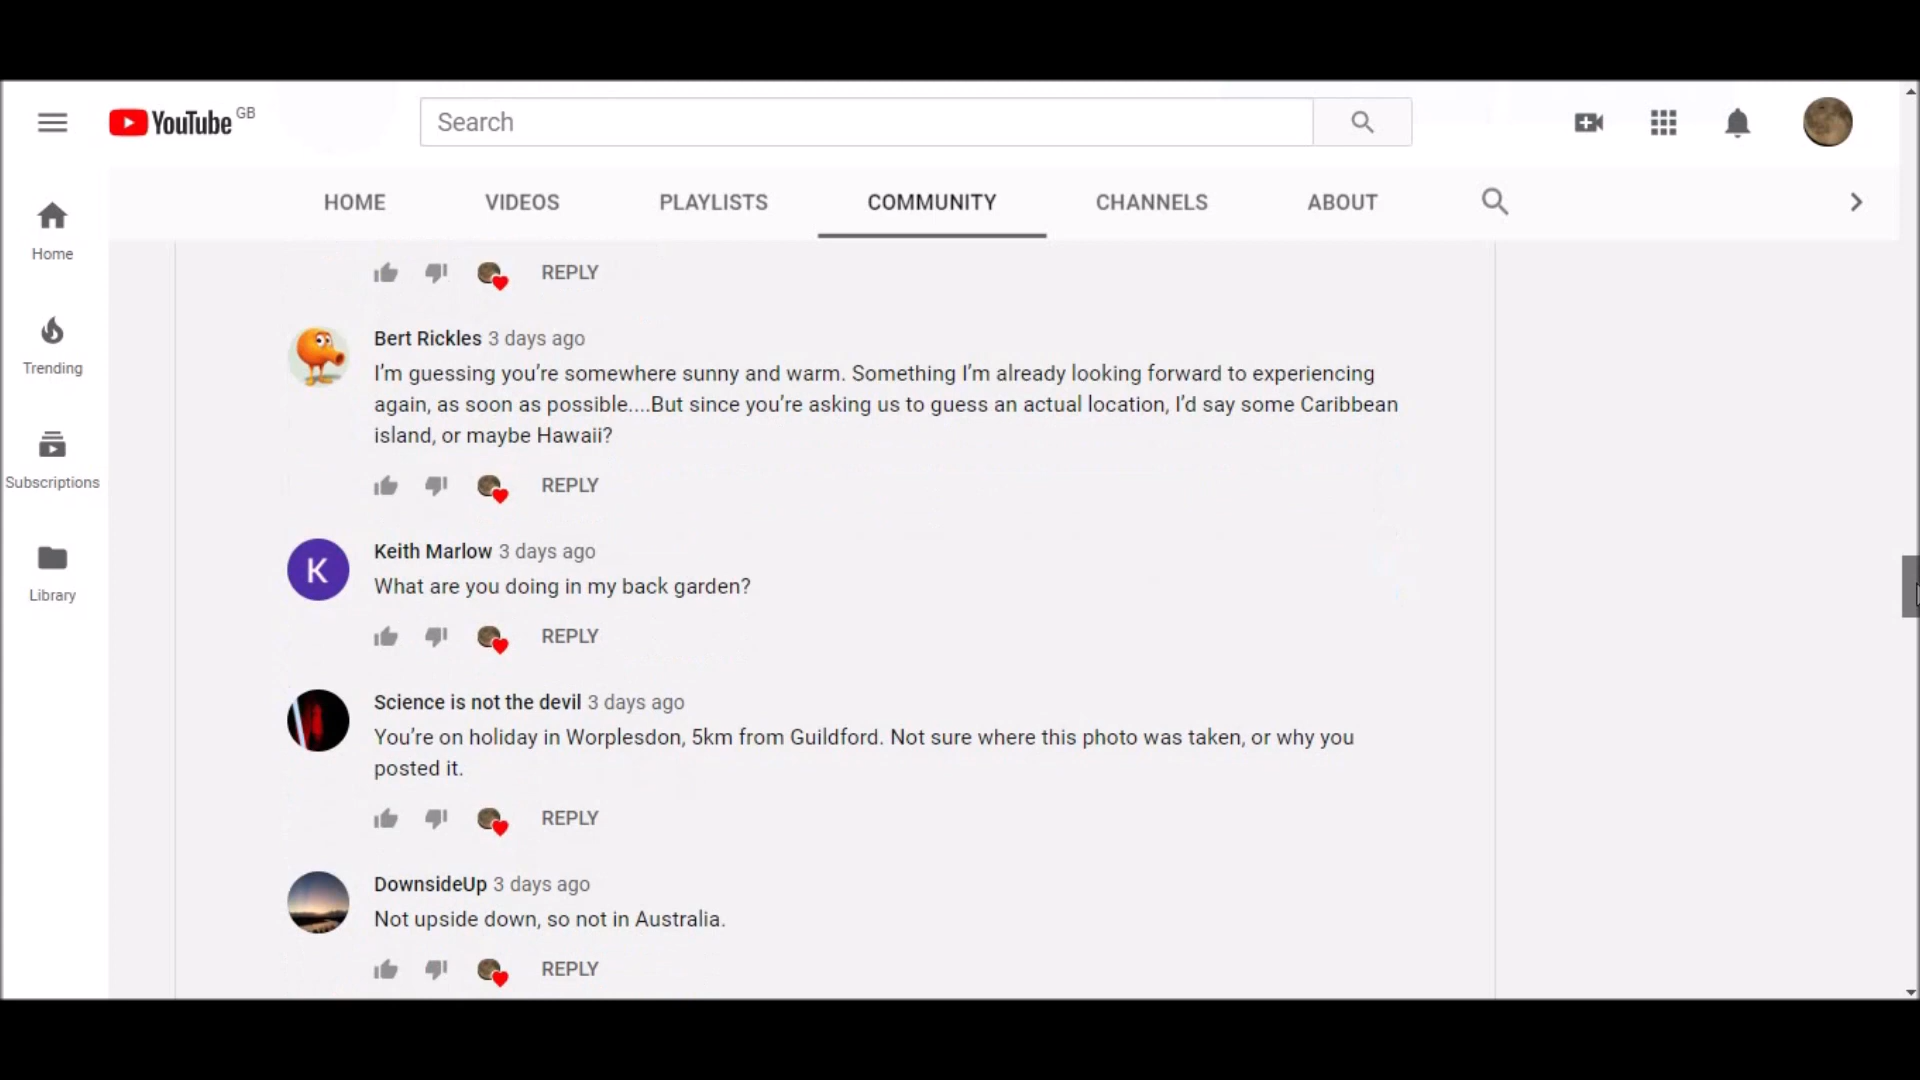 YouTube GB
Search
HOME
VIDEOS
PLAYLISTS
COMMUNITY
CHANNELS
ABOUT
Home
Trending
Subscriptions
Library
REPLY
Bert Rickles 3 days ago
I’m guessing you’re somewhere sunny and warm. Something I’m already looking forward to experiencing
again, as soon as possible....But since you’re asking us to guess an actual location, I’d say some Caribbean
island, or maybe Hawaii?
REPLY
K
Keith Marlow 3 days ago
What are you doing in my back garden?
REPLY
Science is not the devil 3 days ago
You’re on holiday in Worplesdon, 5km from Guildford. Not sure where this photo was taken, or why you
posted it.
REPLY
DownsideUp 3 days ago
Not upside down, so not in Australia.
REPLY